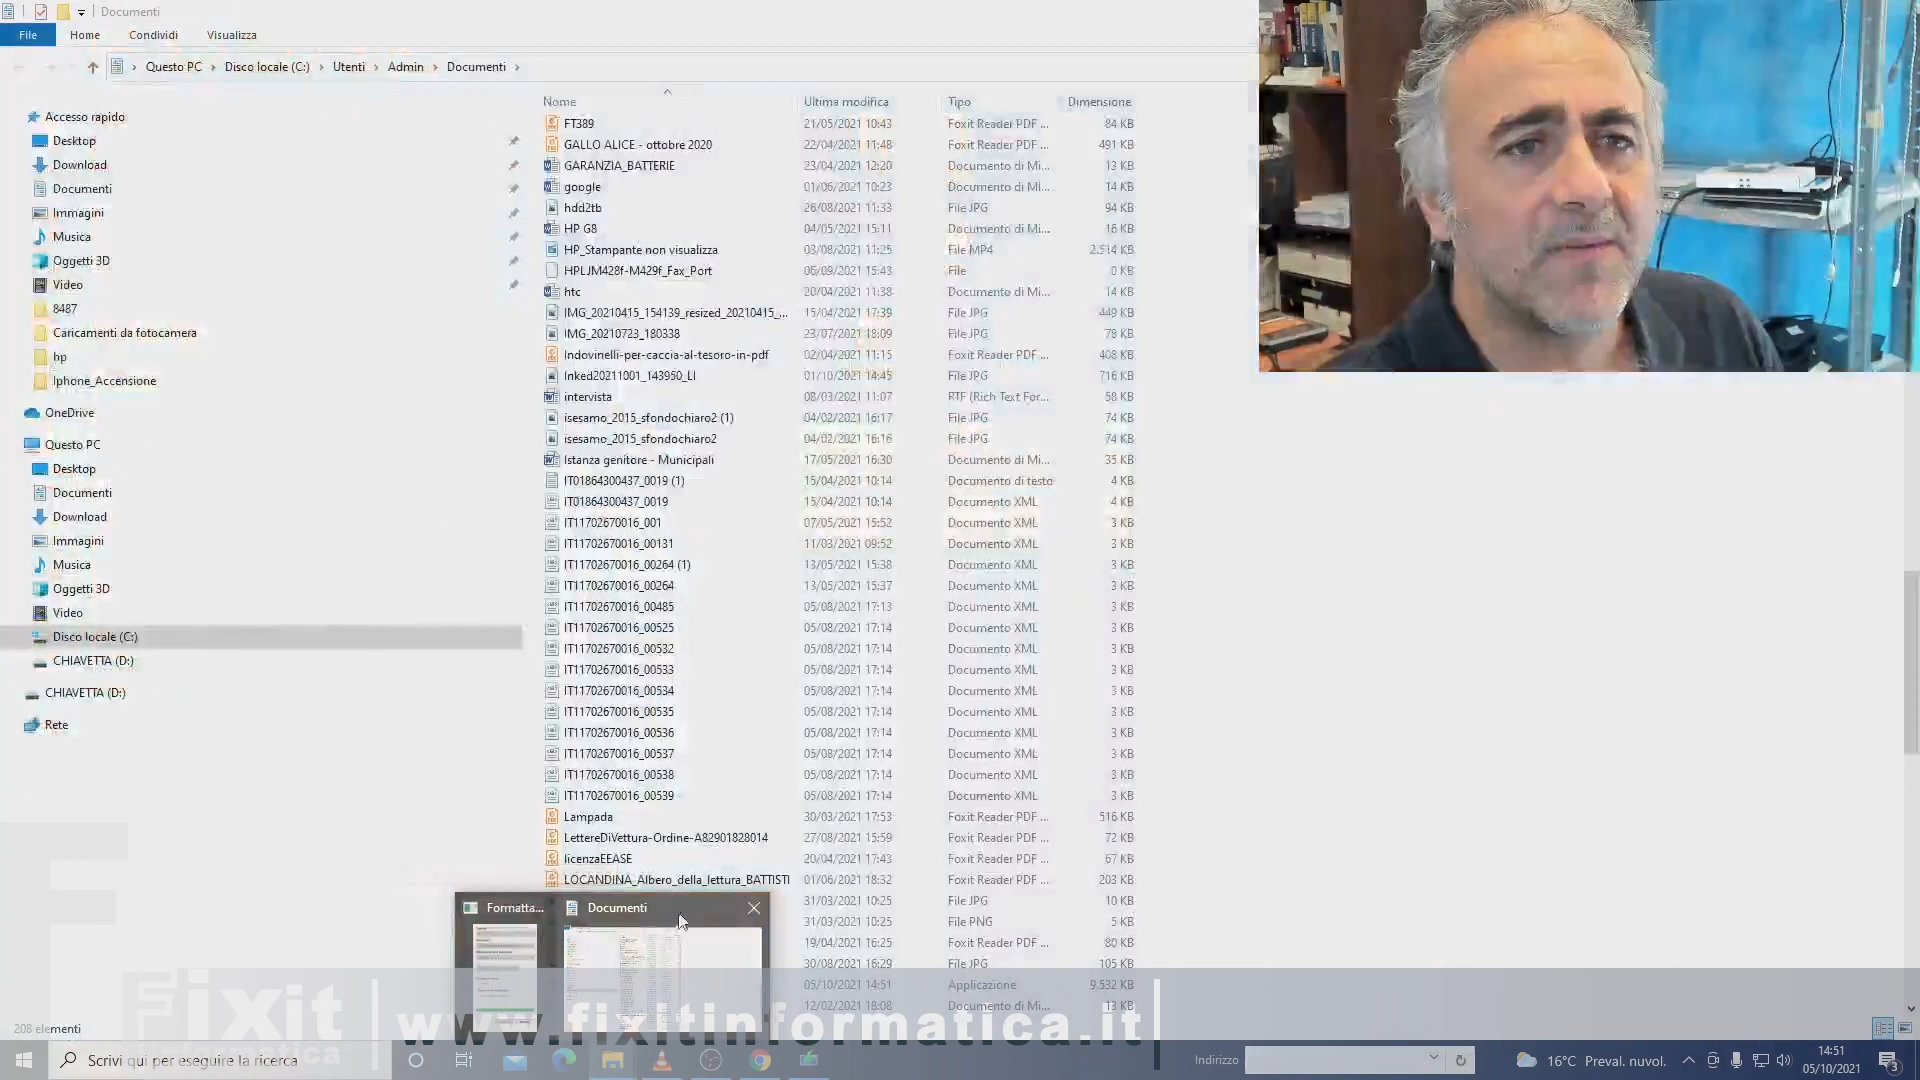 Documenti
File Home Condividi Visualizza
Questo PC › Disco locale (C:) › Utenti › Admin › Documenti ›
Nome Ultima modifica Tipo Dimensione
Accesso rapido
Desktop
Download
Documenti
Immagini
Musica
Oggetti 3D
Video
8487
Caricamenti da fotocamera
hp
Iphone_Accensione
OneDrive
Questo PC
Desktop
Documenti
Download
Immagini
Musica
Oggetti 3D
Video
Disco locale (C:)
CHIAVETTA (D:)
CHIAVETTA (D:)
Rete
FT389 21/05/2021 10:43 Foxit Reader PDF ... 84 KB
GALLO ALICE - ottobre 2020 22/04/2021 11:48 Foxit Reader PDF ... 491 KB
GARANZIA_BATTERIE 23/04/2021 12:20 Documento di Mi... 13 KB
google 01/06/2021 10:23 Documento di Mi... 14 KB
hdd2tb 26/08/2021 11:33 File JPG 94 KB
HP G8 04/05/2021 15:11 Documento di Mi... 16 KB
HP_Stampante non visualizza 03/08/2021 11:25 File MP4 2.514 KB
HPLJM428f-M429f_Fax_Port 06/09/2021 15:43 File 0 KB
htc 20/04/2021 11:38 Documento di Mi... 14 KB
IMG_20210415_154139_resized_20210415_... 15/04/2021 17:39 File JPG 449 KB
IMG_20210723_180338 23/07/2021 18:09 File JPG 78 KB
Indovinelli-per-caccia-al-tesoro-in-pdf 02/04/2021 11:15 Foxit Reader PDF ... 408 KB
Inked20211001_143950_LI 01/10/2021 14:45 File JPG 716 KB
intervista 08/03/2021 11:07 RTF (Rich Text For... 58 KB
isesamo_2015_sfondochiaro2 (1) 04/02/2021 16:17 File JPG 74 KB
isesamo_2015_sfondochiaro2 04/02/2021 16:16 File JPG 74 KB
Istanza genitore - Municipali 17/05/2021 16:30 Documento di Mi... 35 KB
IT01864300437_0019 (1) 15/04/2021 10:14 Documento di testo 4 KB
IT01864300437_0019 15/04/2021 10:14 Documento XML 4 KB
IT11702670016_001 07/05/2021 15:52 Documento XML 3 KB
IT11702670016_00131 11/03/2021 09:52 Documento XML 3 KB
IT11702670016_00264 (1) 13/05/2021 15:38 Documento XML 3 KB
IT11702670016_00264 13/05/2021 15:37 Documento XML 3 KB
IT11702670016_00485 05/08/2021 17:13 Documento XML 3 KB
IT11702670016_00525 05/08/2021 17:14 Documento XML 3 KB
IT11702670016_00532 05/08/2021 17:14 Documento XML 3 KB
IT11702670016_00533 05/08/2021 17:14 Documento XML 3 KB
IT11702670016_00534 05/08/2021 17:14 Documento XML 3 KB
IT11702670016_00535 05/08/2021 17:14 Documento XML 3 KB
IT11702670016_00536 05/08/2021 17:14 Documento XML 3 KB
IT11702670016_00537 05/08/2021 17:14 Documento XML 3 KB
IT11702670016_00538 05/08/2021 17:14 Documento XML 3 KB
IT11702670016_00539 05/08/2021 17:14 Documento XML 3 KB
Lampada 30/03/2021 17:53 Foxit Reader PDF ... 516 KB
LettereDiVettura-Ordine-A82901828014 27/08/2021 15:59 Foxit Reader PDF ... 72 KB
licenzaEEASE 20/04/2021 17:43 Foxit Reader PDF ... 67 KB
LOCANDINA_Albero_della_lettura_BATTISTI 01/06/2021 18:32 Foxit Reader PDF ... 203 KB
31/03/2021 10:25 File JPG 10 KB
31/03/2021 10:25 File PNG 5 KB
19/04/2021 16:25 Foxit Reader PDF ... 80 KB
30/08/2021 16:29 File JPG 105 KB
05/10/2021 14:51 Applicazione 9.532 KB
12/02/2021 18:08 Documento di Mi... 13 KB
Formatta... Documenti
208 elementi
fixit
informatica
www.fixitinformatica.it
Scrivi qui per eseguire la ricerca
Indirizzo
16°C Preval. nuvol.
14:51
05/10/2021
3